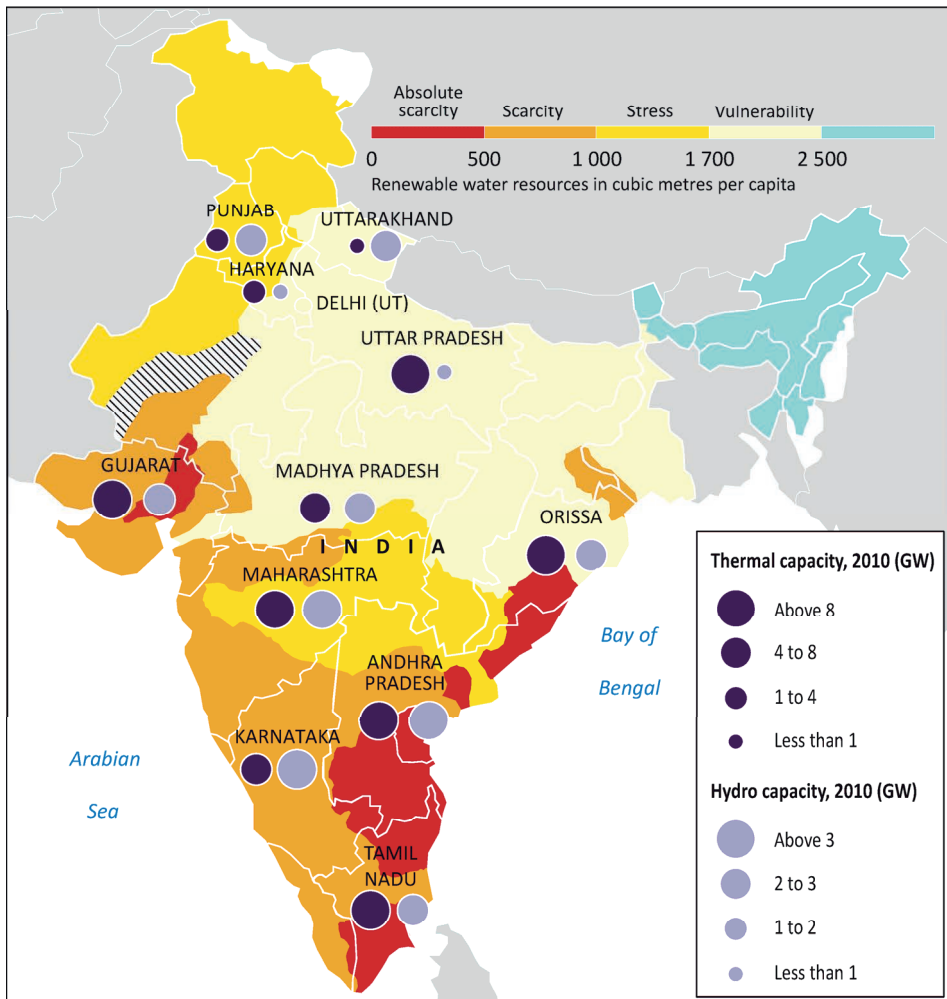 Absolute
scarcity
Scarcity
Stress
Vulnerability
0
500
1 000
1 700
2 500
Renewable water resources in cubic metres per capita
PUNJAB
UTTARAKHAND
HARYANA
DELHI (UT)
UTTAR PRADESH
GUJARAT
MADHYA PRADESH
ORISSA
INDIA
MAHARASHTRA
ANDHRA
PRADESH
KARNATAKA
TAMIL
NADU
Bay of
Bengal
Arabian
Sea
Thermal capacity, 2010 (GW)
Above 8
4 to 8
1 to 4
Less than 1
Hydro capacity, 2010 (GW)
Above 3
2 to 3
1 to 2
Less than 1